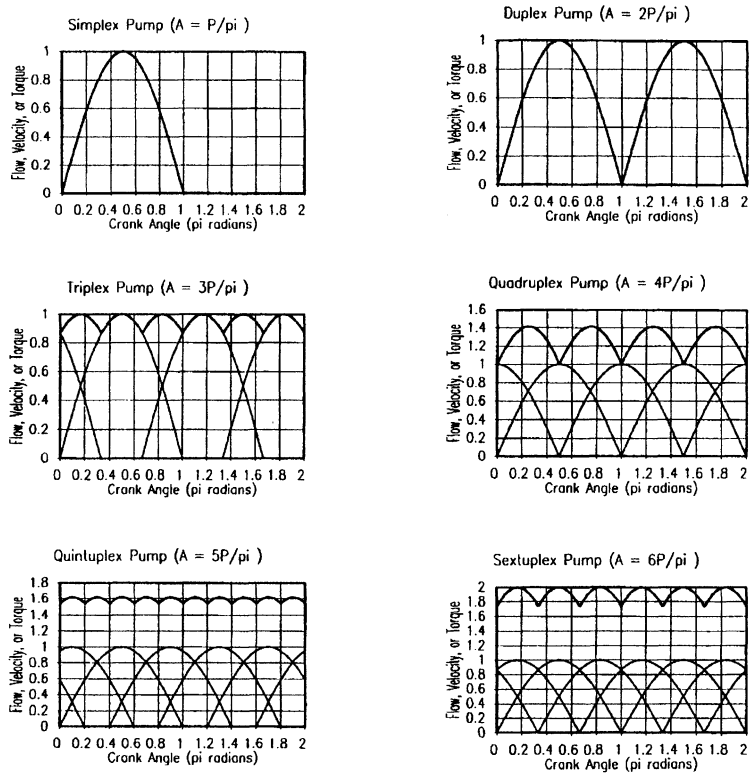 Simplex Pump (A = P/pi )
Flow, Velocity, or Torque
1
0.8
0.6
0.4
0.2
0
0 0.2 0.4 0.6 0.8 1 1.2 1.4 1.6 1.8 2
Crank Angle (pi radians)
Duplex Pump (A = 2P/pi )
Flow, Velocity, or Torque
1
0.8
0.6
0.4
0.2
0
0 0.2 0.4 0.6 0.8 1 1.2 1.4 1.6 1.8 2
Crank Angle (pi radians)
Triplex Pump (A = 3P/pi )
Flow, Velocity, or Torque
1
0.8
0.6
0.4
0.2
0
0 0.2 0.4 0.6 0.8 1 1.2 1.4 1.6 1.8 2
Crank Angle (pi radians)
Quadruplex Pump (A = 4P/pi )
Flow, Velocity, or Torque
1.6
1.4
1.2
1
0.8
0.6
0.4
0.2
0
0 0.2 0.4 0.6 0.8 1 1.2 1.4 1.6 1.8 2
Crank Angle (pi radians)
Quintuplex Pump (A = 5P/pi )
Flow, Velocity, or Torque
1.8
1.6
1.4
1.2
1
0.8
0.6
0.4
0.2
0
0 0.2 0.4 0.6 0.8 1 1.2 1.4 1.6 1.8 2
Crank Angle (pi radians)
Sextuplex Pump (A = 6P/pi )
Flow, Velocity, or Torque
2
1.8
1.6
1.4
1.2
1
0.8
0.6
0.4
0.2
0
0 0.2 0.4 0.6 0.8 1 1.2 1.4 1.6 1.8 2
Crank Angle (pi radians)